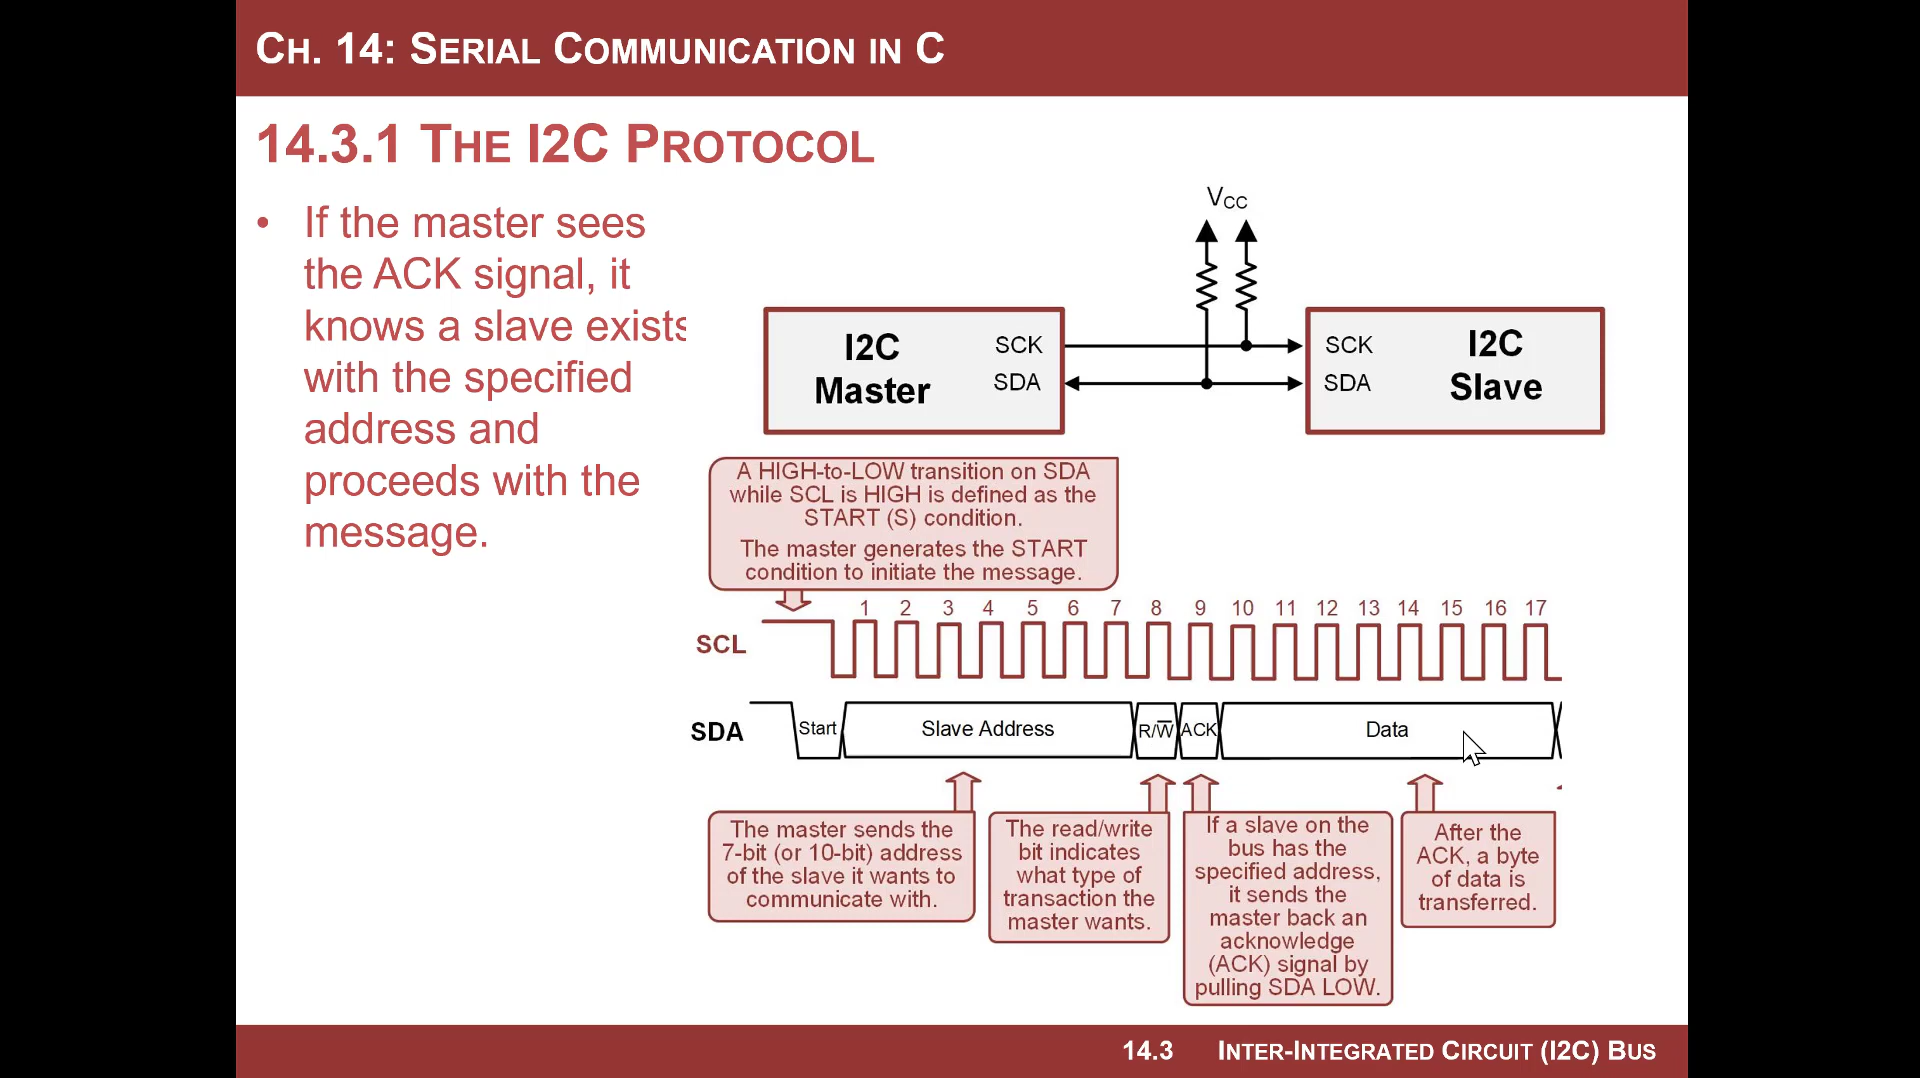 CH. 14: SERIAL COMMUNICATION IN C
14.3.1 THE I2C PROTOCOL
• If the master sees
the ACK signal, it
knows a slave exists
with the specified
address and
proceeds with the
message.
VCC
I2C
Master
SCK
SDA
SCK
SDA
I2C
Slave
A HIGH-to-LOW transition on SDA
while SCL is HIGH is defined as the
START (S) condition.
The master generates the START
condition to initiate the message.
1 2 3 4 5 6 7 8 9 10 11 12 13 14 15 16 17
SCL
SDA
Start
Slave Address
R/W̅
ACK
Data
The master sends the
7-bit (or 10-bit) address
of the slave it wants to
communicate with.
The read/write
bit indicates
what type of
transaction the
master wants.
If a slave on the
bus has the
specified address,
it sends the
master back an
acknowledge
(ACK) signal by
pulling SDA LOW.
After the
ACK, a byte
of data is
transferred.
14.3 INTER-INTEGRATED CIRCUIT (I2C) BUS